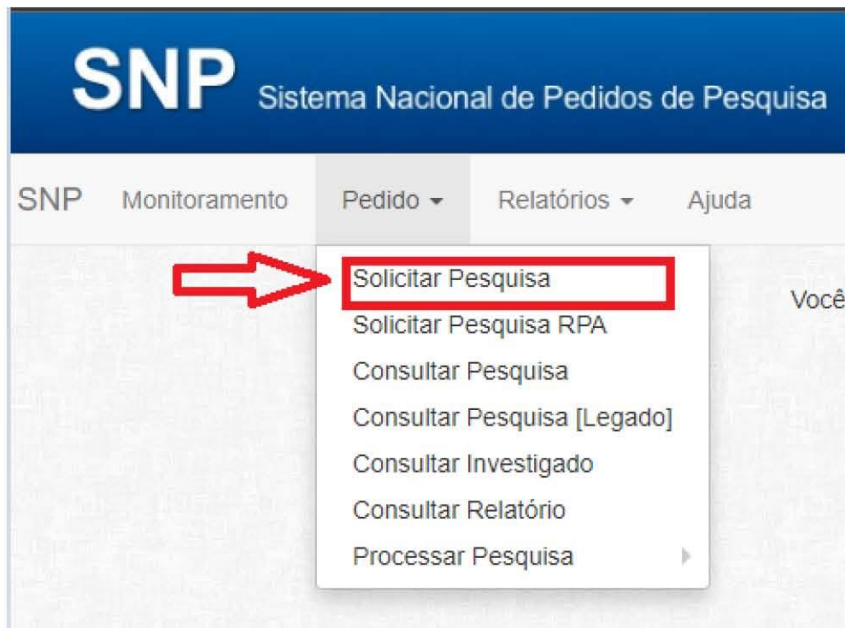 SNP Sistema Nacional de Pedidos de Pesquisa
SNP Monitoramento Pedido Relatórios Ajuda
Solicitar Pesquisa
Você
Solicitar Pesquisa RPA
Consultar Pesquisa
Consultar Pesquisa [Legado]
Consultar Investigado
Consultar Relatório
Processar Pesquisa